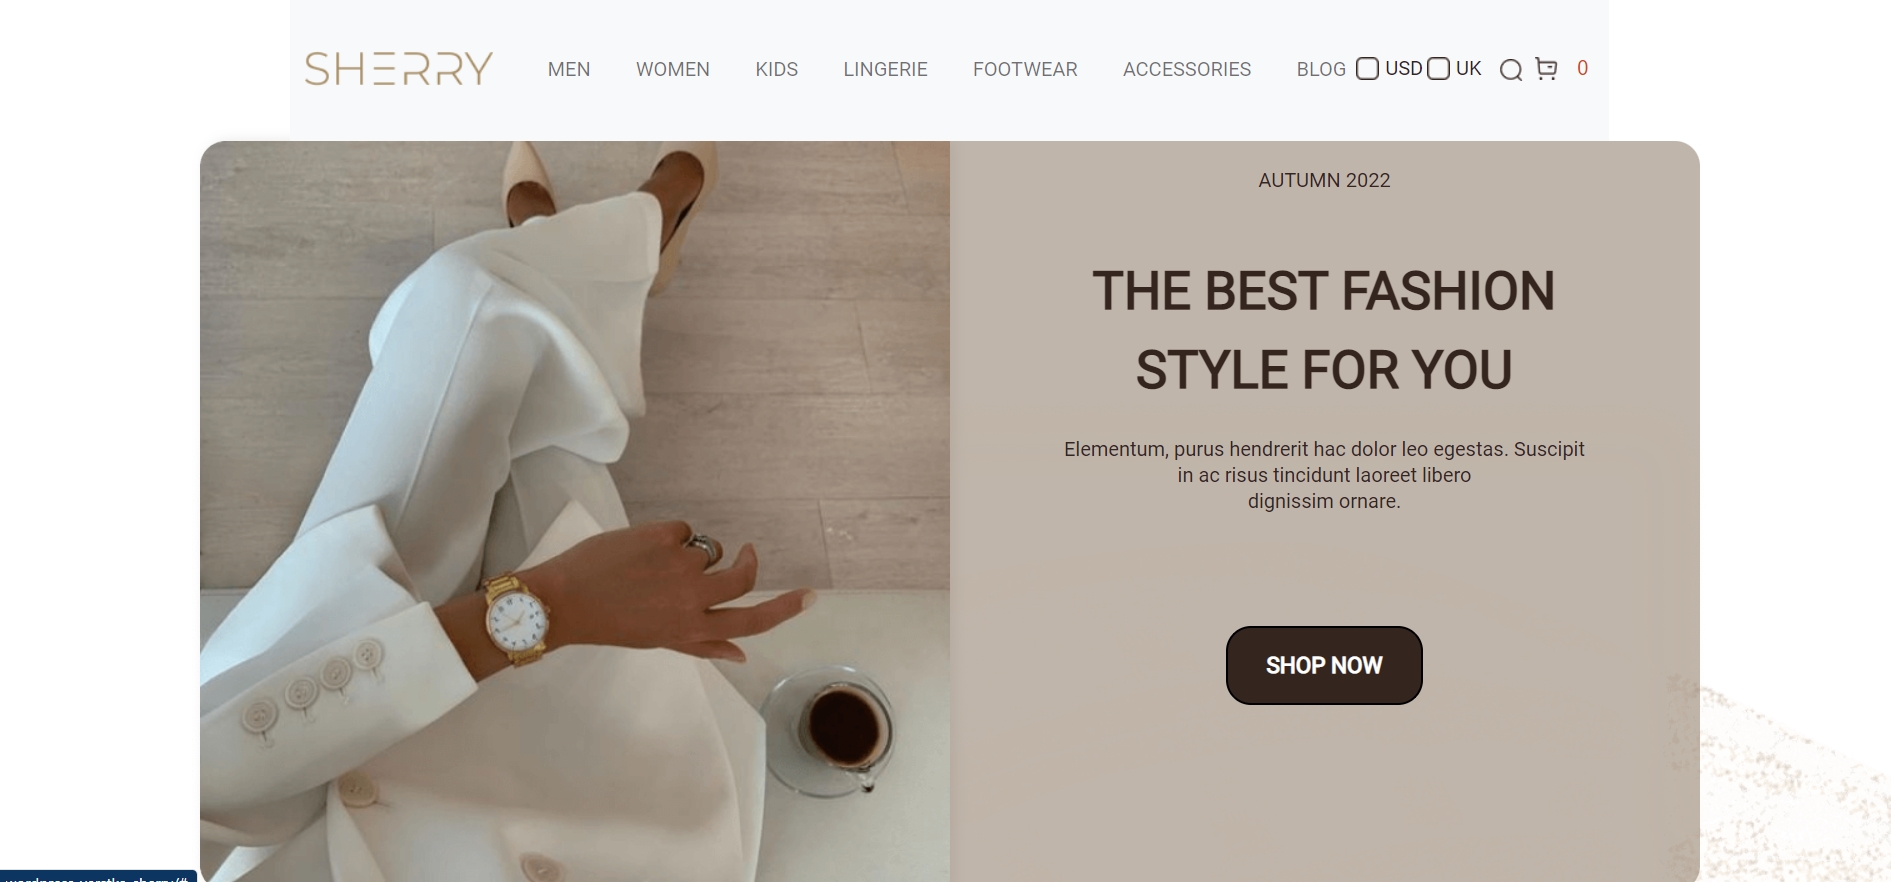 SHERRY MEN WOMEN KIDS LINGERIE FOOTWEAR ACCESSORIES BLOG USD UK 0
AUTUMN 2022
THE BEST FASHION
STYLE FOR YOU
Elementum, purus hendrerit hac dolor leo egestas. Suscipit
in ac risus tincidunt laoreet libero
dignissim ornare.
SHOP NOW